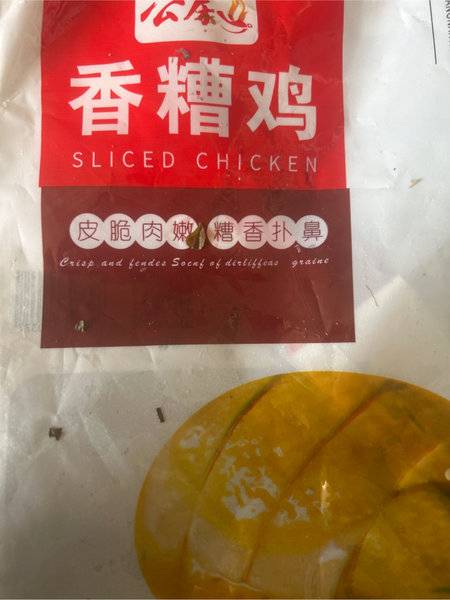 香糟鸡
SLICED CHICKEN
皮脆肉嫩 糟香扑鼻
Crisp and fendes Socnf of distiffeas graine